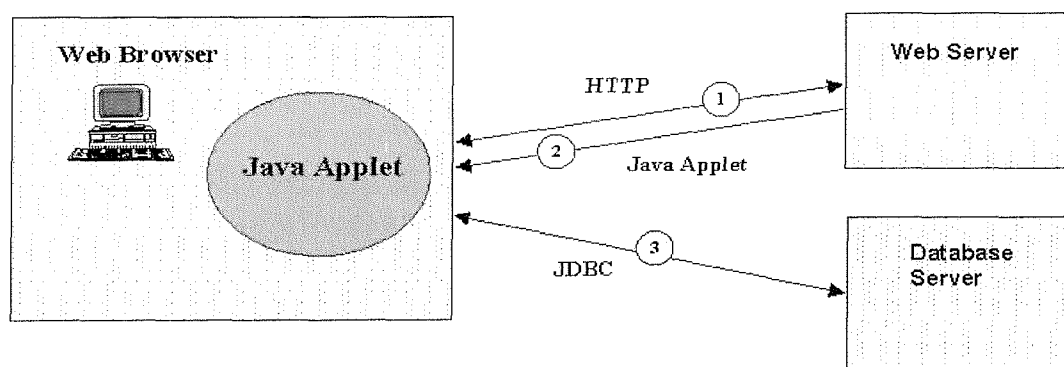 Web Browser
Java Applet
HTTP
1
2
Java Applet
3
JDBC
Web Server
Database
Server